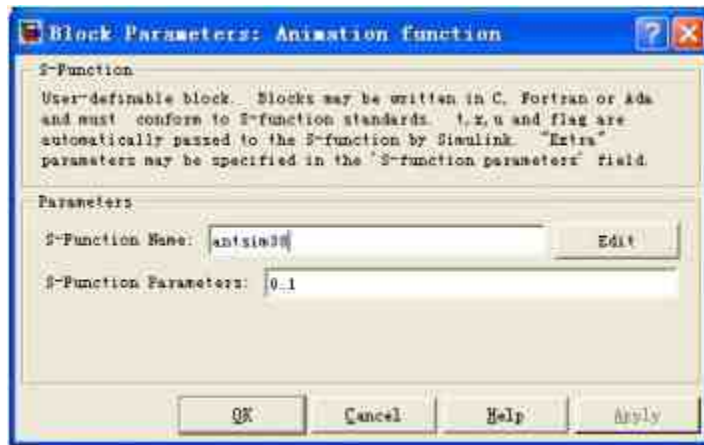 Block Parameters: Animation function
S-Function
User-definable block. Blocks may be written in C, Fortran or Ada
and must conform to S-function standards. t,x,u and flag are
automatically passed to the S-function by Simulink. "Extra"
parameters may be specified in the 'S-function parameters' field.
Parameters
S-Function Name: Edit
S-Function Parameters: 0.1
OK Cancel Help Apply